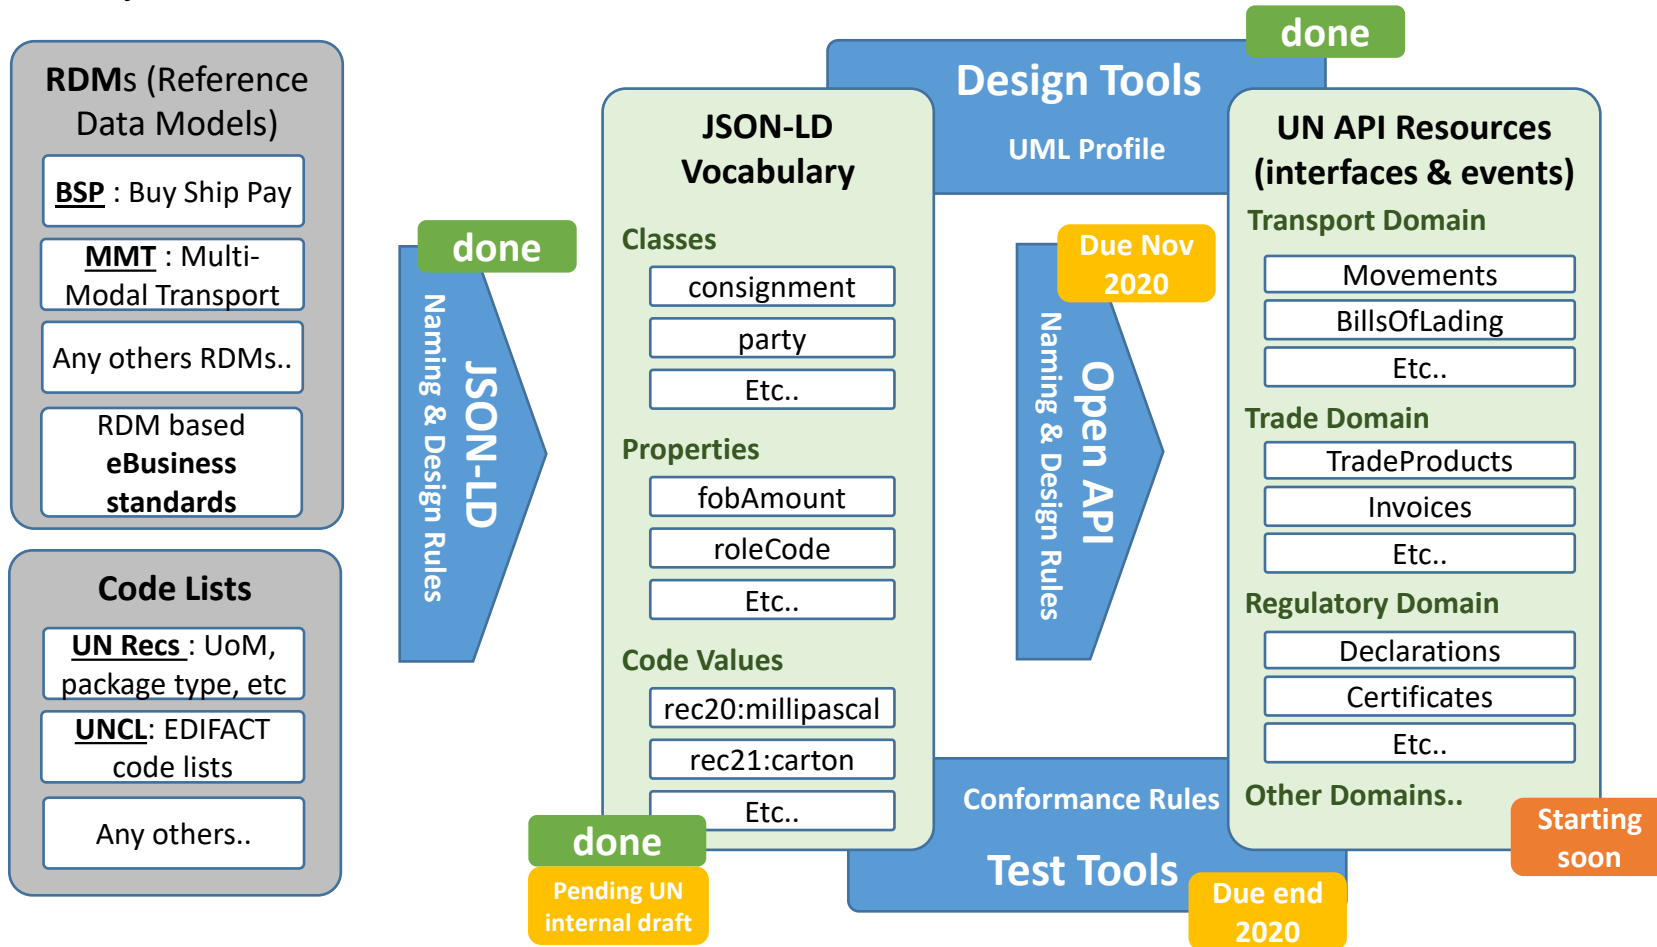 RDMs (Reference
Data Models)
BSP : Buy Ship Pay
MMT : Multi-
Modal Transport
Any others RDMs..
RDM based
eBusiness
standards
Code Lists
UN Recs : UoM,
package type, etc
UNCL: EDIFACT
code lists
Any others..
done
JSON-LD
Naming & Design Rules
JSON-LD
Vocabulary
Classes
consignment
party
Etc..
Properties
fobAmount
roleCode
Etc..
Code Values
rec20:millipascal
rec21:carton
Etc..
done
Pending UN
internal draft
done
Design Tools
UML Profile
Due Nov
2020
Open API
Naming & Design Rules
Conformance Rules
Test Tools
Due end
2020
UN API Resources
(interfaces & events)
Transport Domain
Movements
BillsOfLading
Etc..
Trade Domain
TradeProducts
Invoices
Etc..
Regulatory Domain
Declarations
Certificates
Etc..
Other Domains..
Starting
soon